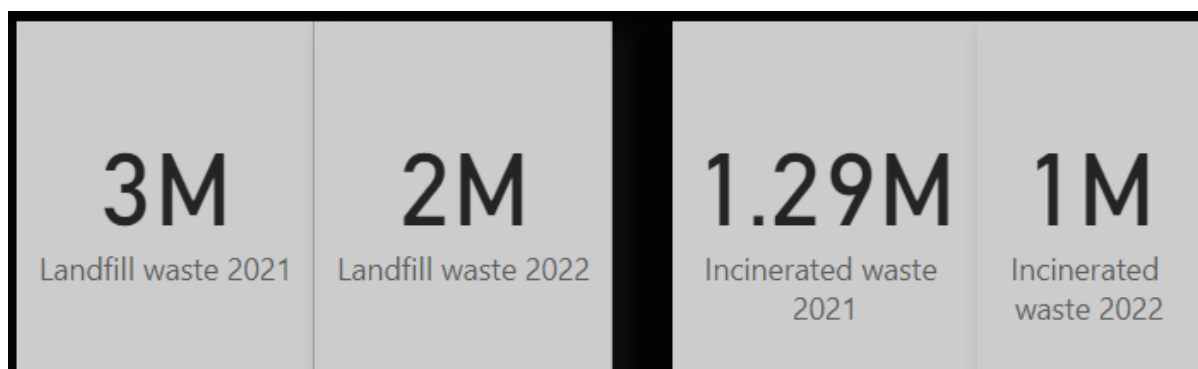 3M
Landfill waste 2021
2M
Landfill waste 2022
1.29M
Incinerated waste
2021
1M
Incinerated
waste 2022